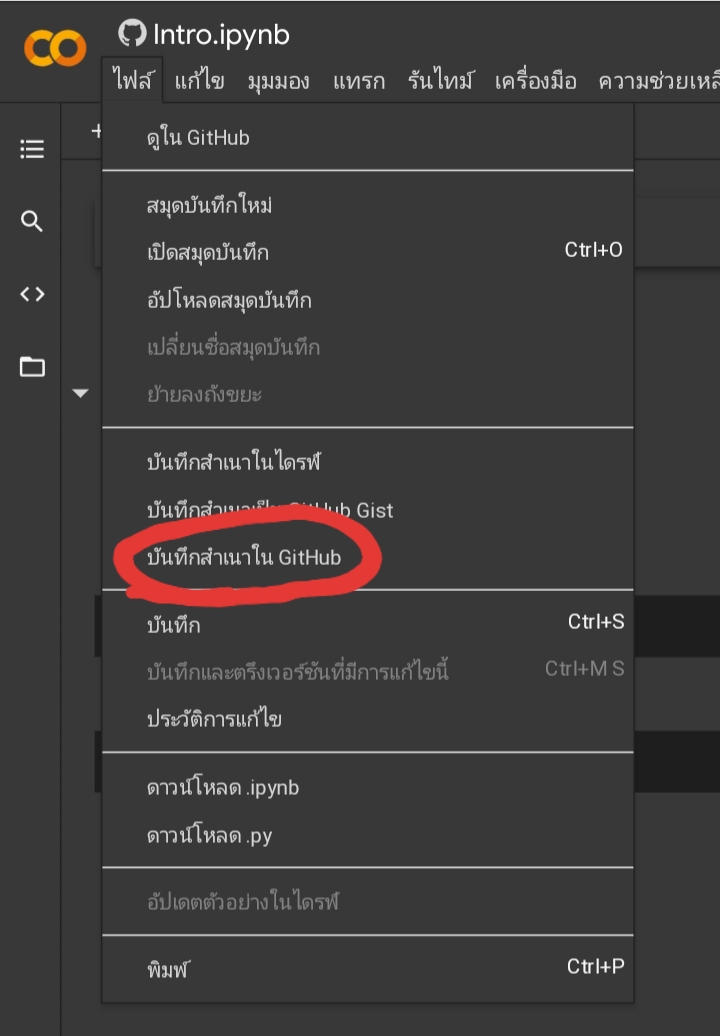 Intro.ipynb
ไฟล์ แก้ไข มุมมอง แทรก รันไทม์ เครื่องมือ
ดูใน GitHub
สมุดบันทึกใหม่
เปิดสมุดบันทึก Ctrl+O
อัปโหลดสมุดบันทึก
เปลี่ยนชื่อสมุดบันทึก
ย้ายลงถังขยะ
บันทึกสำเนาในไดรฟ์
บันทึกสำเนาเป็น GitHub Gist
บันทึกสำเนาใน GitHub
บันทึก Ctrl+S
บันทึกและตรึงเวอร์ชันที่มีการแก้ไขนี้ Ctrl+M S
ประวัติการแก้ไข
ดาวน์โหลด .ipynb
ดาวน์โหลด .py
อัปเดตตัวอย่างในไดรฟ์
พิมพ์ Ctrl+P